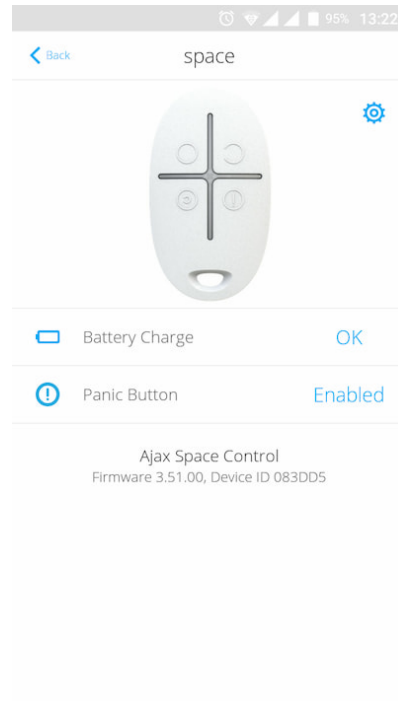 95% 13:22
Back
space
Battery Charge OK
Panic Button Enabled
Ajax Space Control
Firmware 3.51.00, Device ID 083DD5